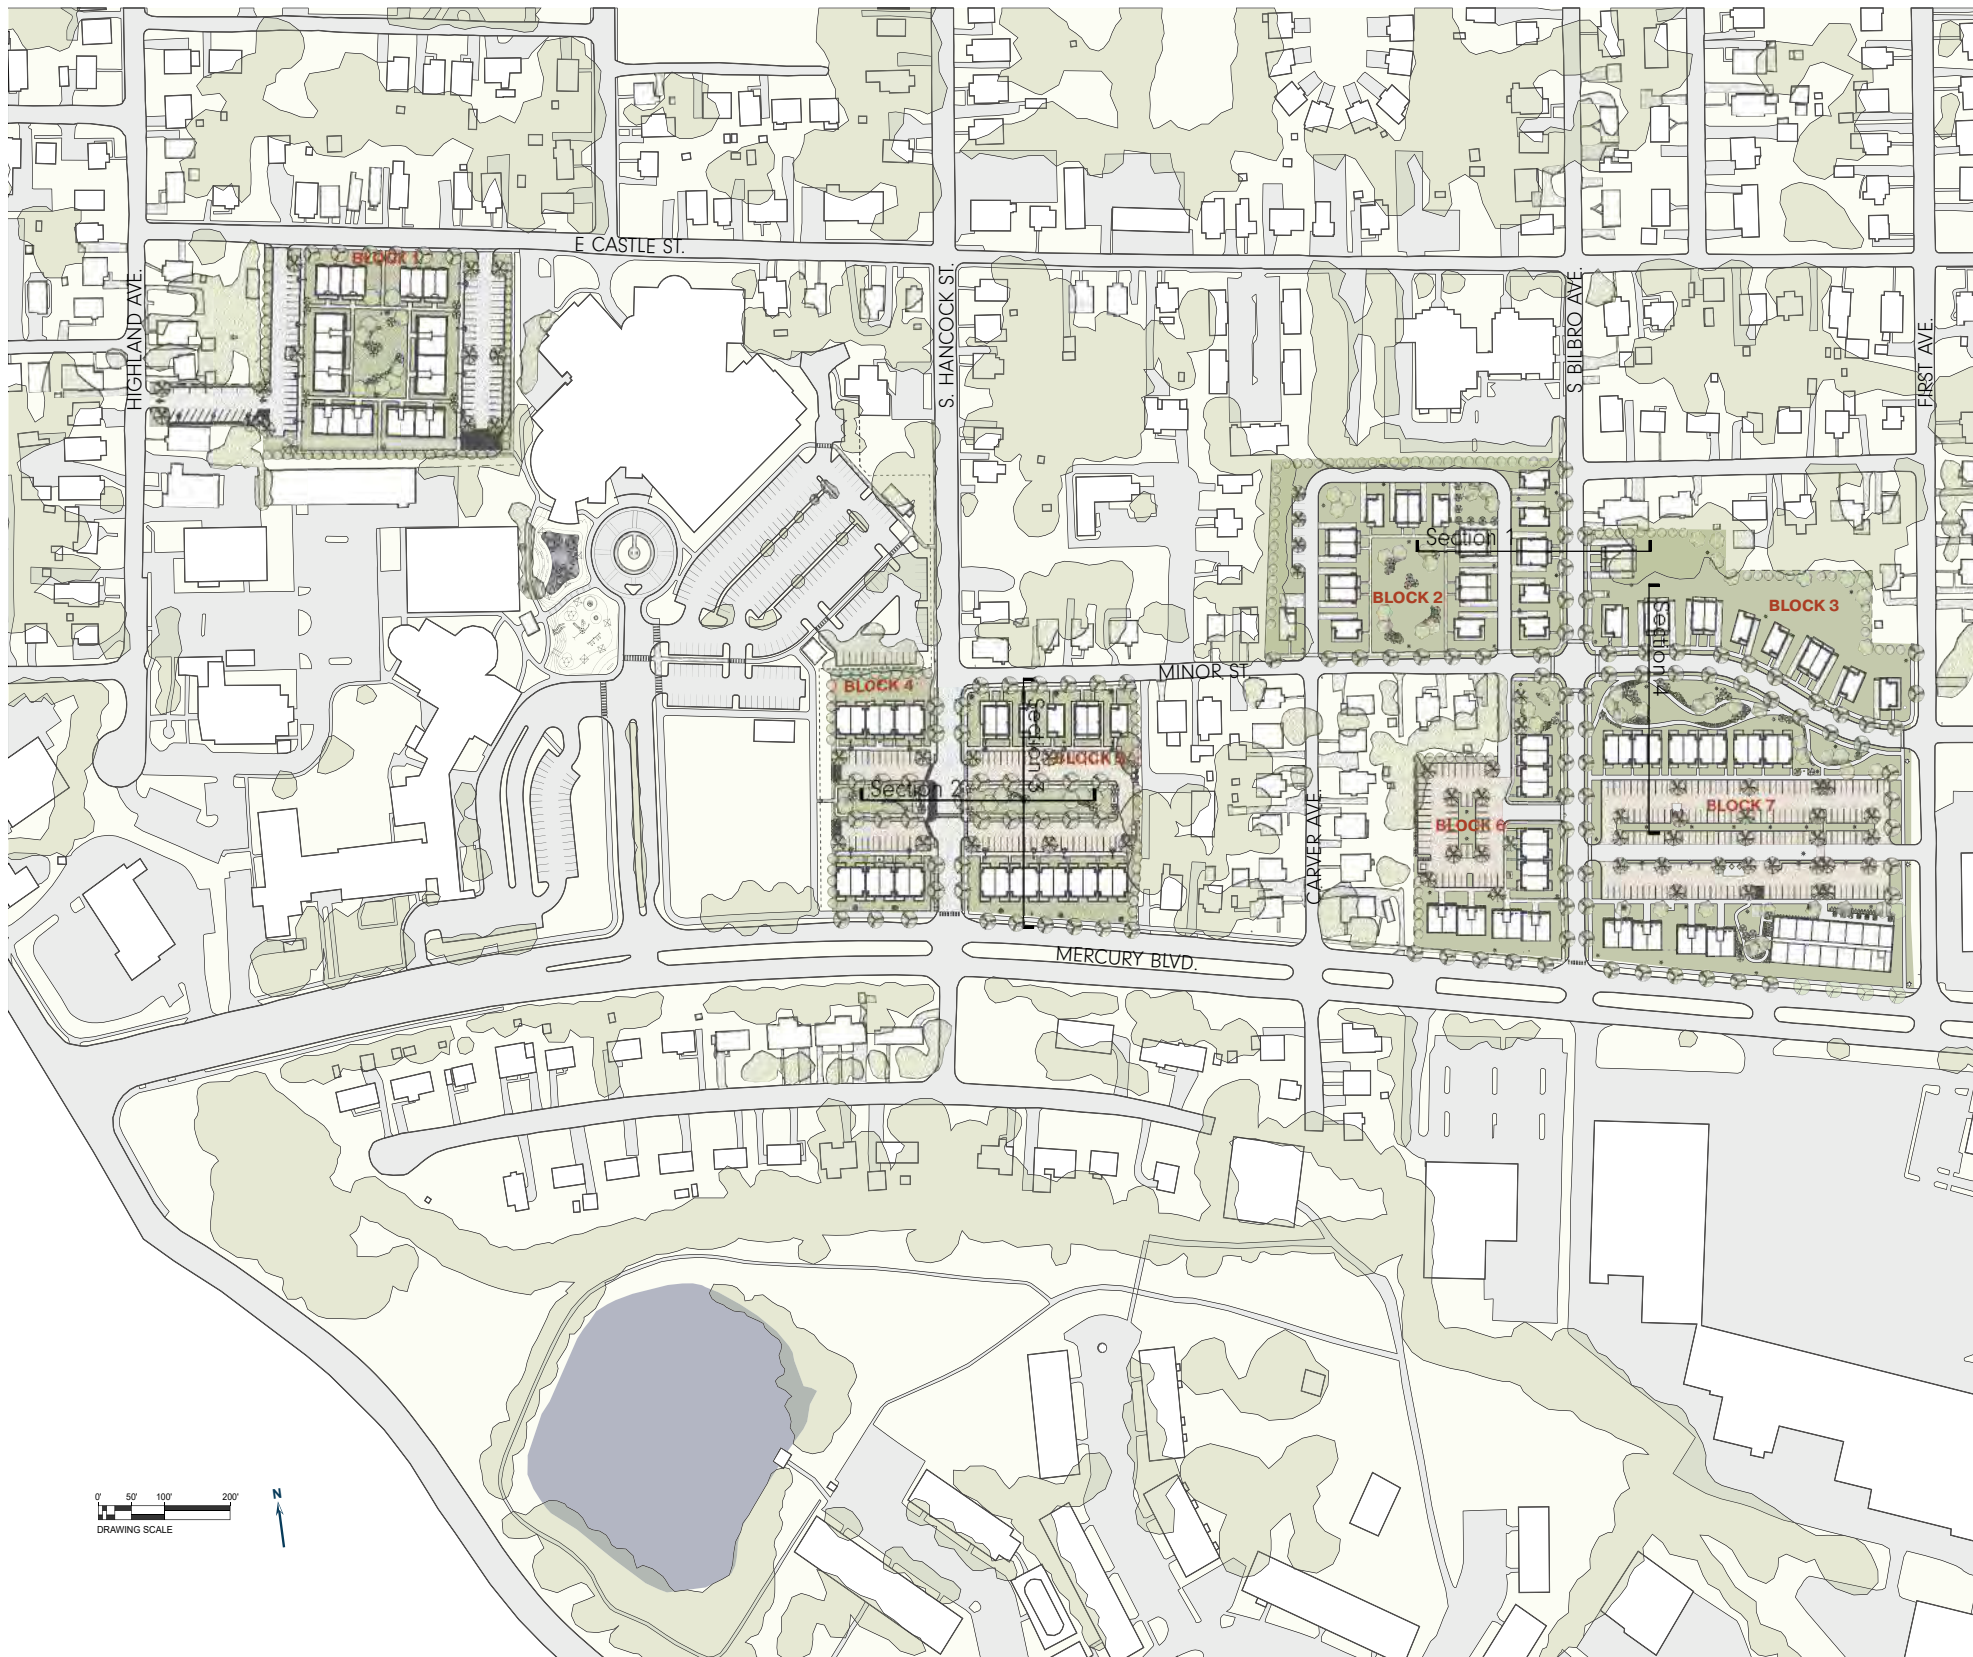 E CASTLE ST.
BLOCK 1
HIGHLAND AVE.
S. HANCOCK ST.
S BILBRO AVE.
FIRST AVE.
Section 1
BLOCK 2
BLOCK 3
Section 4
MINOR ST.
BLOCK 4
Section 3
BLOCK 5
Section 2
CARVER AVE.
BLOCK 6
BLOCK 7
MERCURY BLVD.
0' 50' 100' 200'
DRAWING SCALE
N